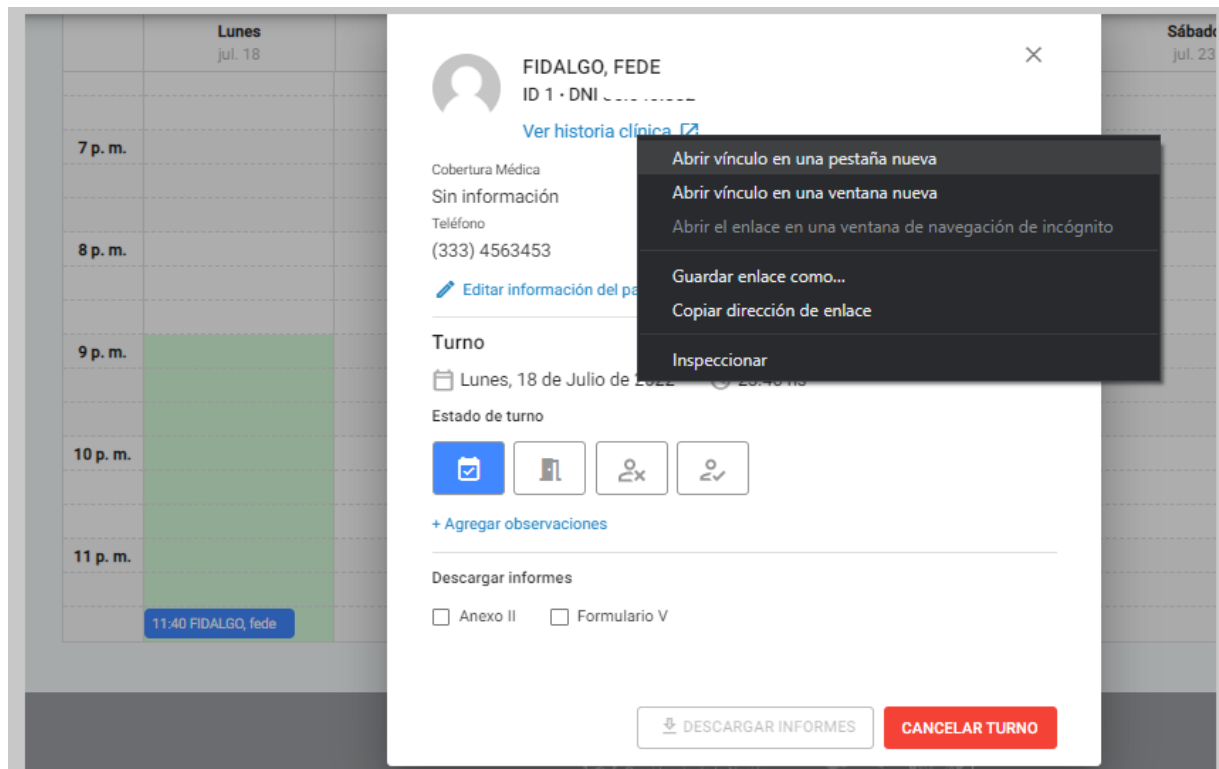 Lunes
jul. 18
Sábado
jul. 23
7 p. m.
8 p. m.
9 p. m.
10 p. m.
11 p. m.
11:40 FIDALGO, fede
FIDALGO, FEDE
ID 1 · DNI
Ver historia clínica
Cobertura Médica
Sin información
Teléfono
(333) 4563453
Editar información del pa
Abrir vínculo en una pestaña nueva
Abrir vínculo en una ventana nueva
Abrir el enlace en una ventana de navegación de incógnito
Guardar enlace como...
Copiar dirección de enlace
Inspeccionar
Turno
Lunes, 18 de Julio de 2022
Estado de turno
+ Agregar observaciones
Descargar informes
Anexo II Formulario V
DESCARGAR INFORMES CANCELAR TURNO